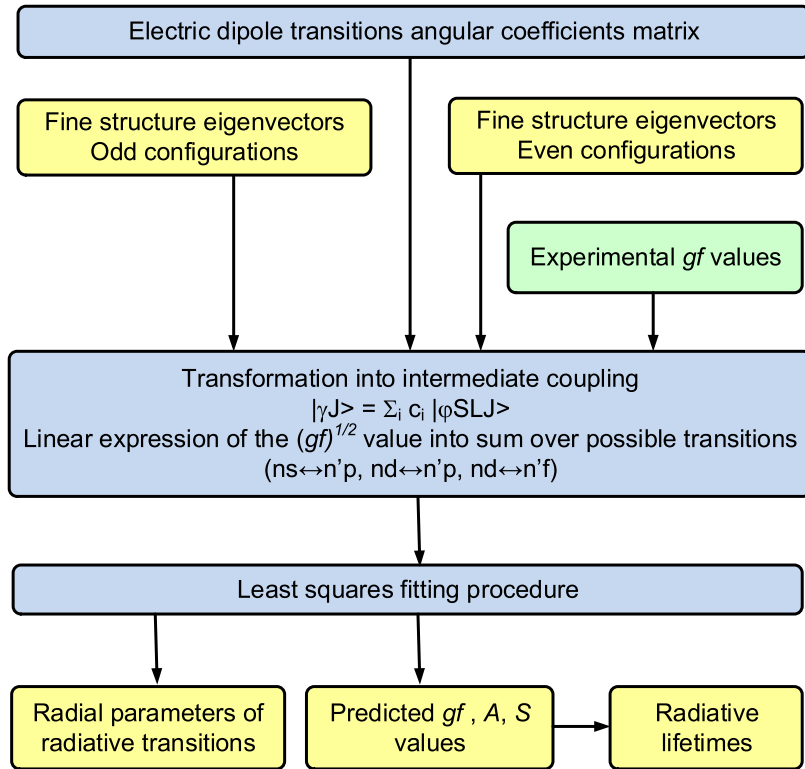 Electric dipole transitions angular coefficients matrix
Fine structure eigenvectors
Odd configurations
Fine structure eigenvectors
Even configurations
Experimental gf values
Transformation into intermediate coupling
|γJ> = Σi ci |φSLJ>
Linear expression of the (gf)1/2 value into sum over possible transitions
(ns↔n’p, nd↔n’p, nd↔n’f)
Least squares fitting procedure
Radial parameters of
radiative transitions
Predicted gf , A, S
values
Radiative
lifetimes